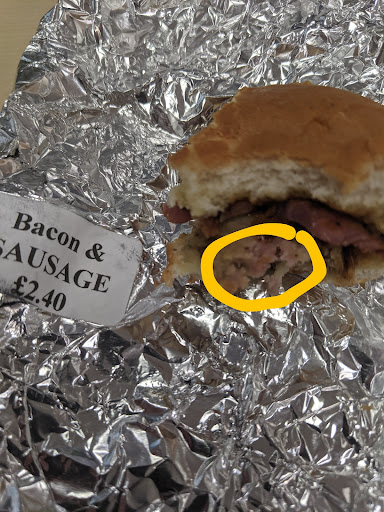 Bacon &
SAUSAGE
£2.40